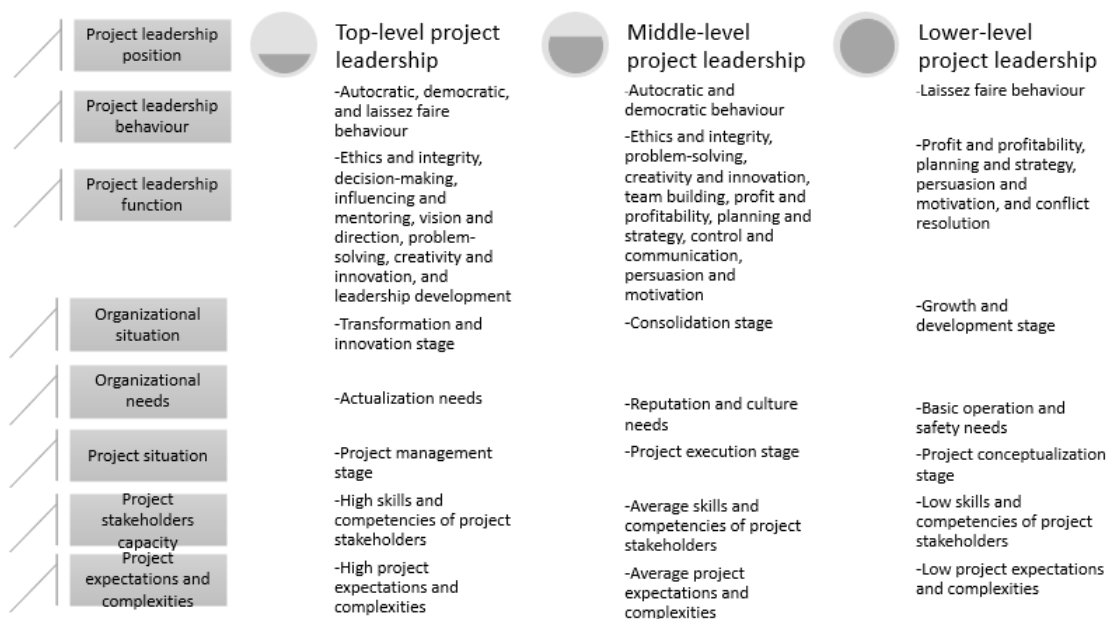 Project leadership
position
Top-level project
leadership
Middle-level
project leadership
Lower-level
project leadership
Project leadership
behaviour
-Autocratic, democratic,
and laissez faire
behaviour
-Autocratic and
democratic behaviour
-Laissez faire behaviour
Project leadership
function
-Ethics and integrity,
decision-making,
influencing and
mentoring, vision and
direction, problem-
solving, creativity and
innovation, and
leadership development
-Ethics and integrity,
problem-solving,
creativity and innovation,
team building, profit and
profitability, planning and
strategy, control and
communication,
persuasion and
motivation
-Profit and profitability,
planning and strategy,
persuasion and
motivation, and conflict
resolution
Organizational
situation
-Transformation and
innovation stage
-Consolidation stage
-Growth and
development stage
Organizational
needs
-Actualization needs
-Reputation and culture
needs
-Basic operation and
safety needs
Project situation
-Project management
stage
-Project execution stage
-Project conceptualization
stage
Project
stakeholders
capacity
-High skills and
competencies of project
stakeholders
-Average skills and
competencies of project
stakeholders
-Low skills and
competencies of project
stakeholders
Project
expectations and
complexities
-High project
expectations and
complexities
-Average project
expectations and
complexities
-Low project expectations
and complexities